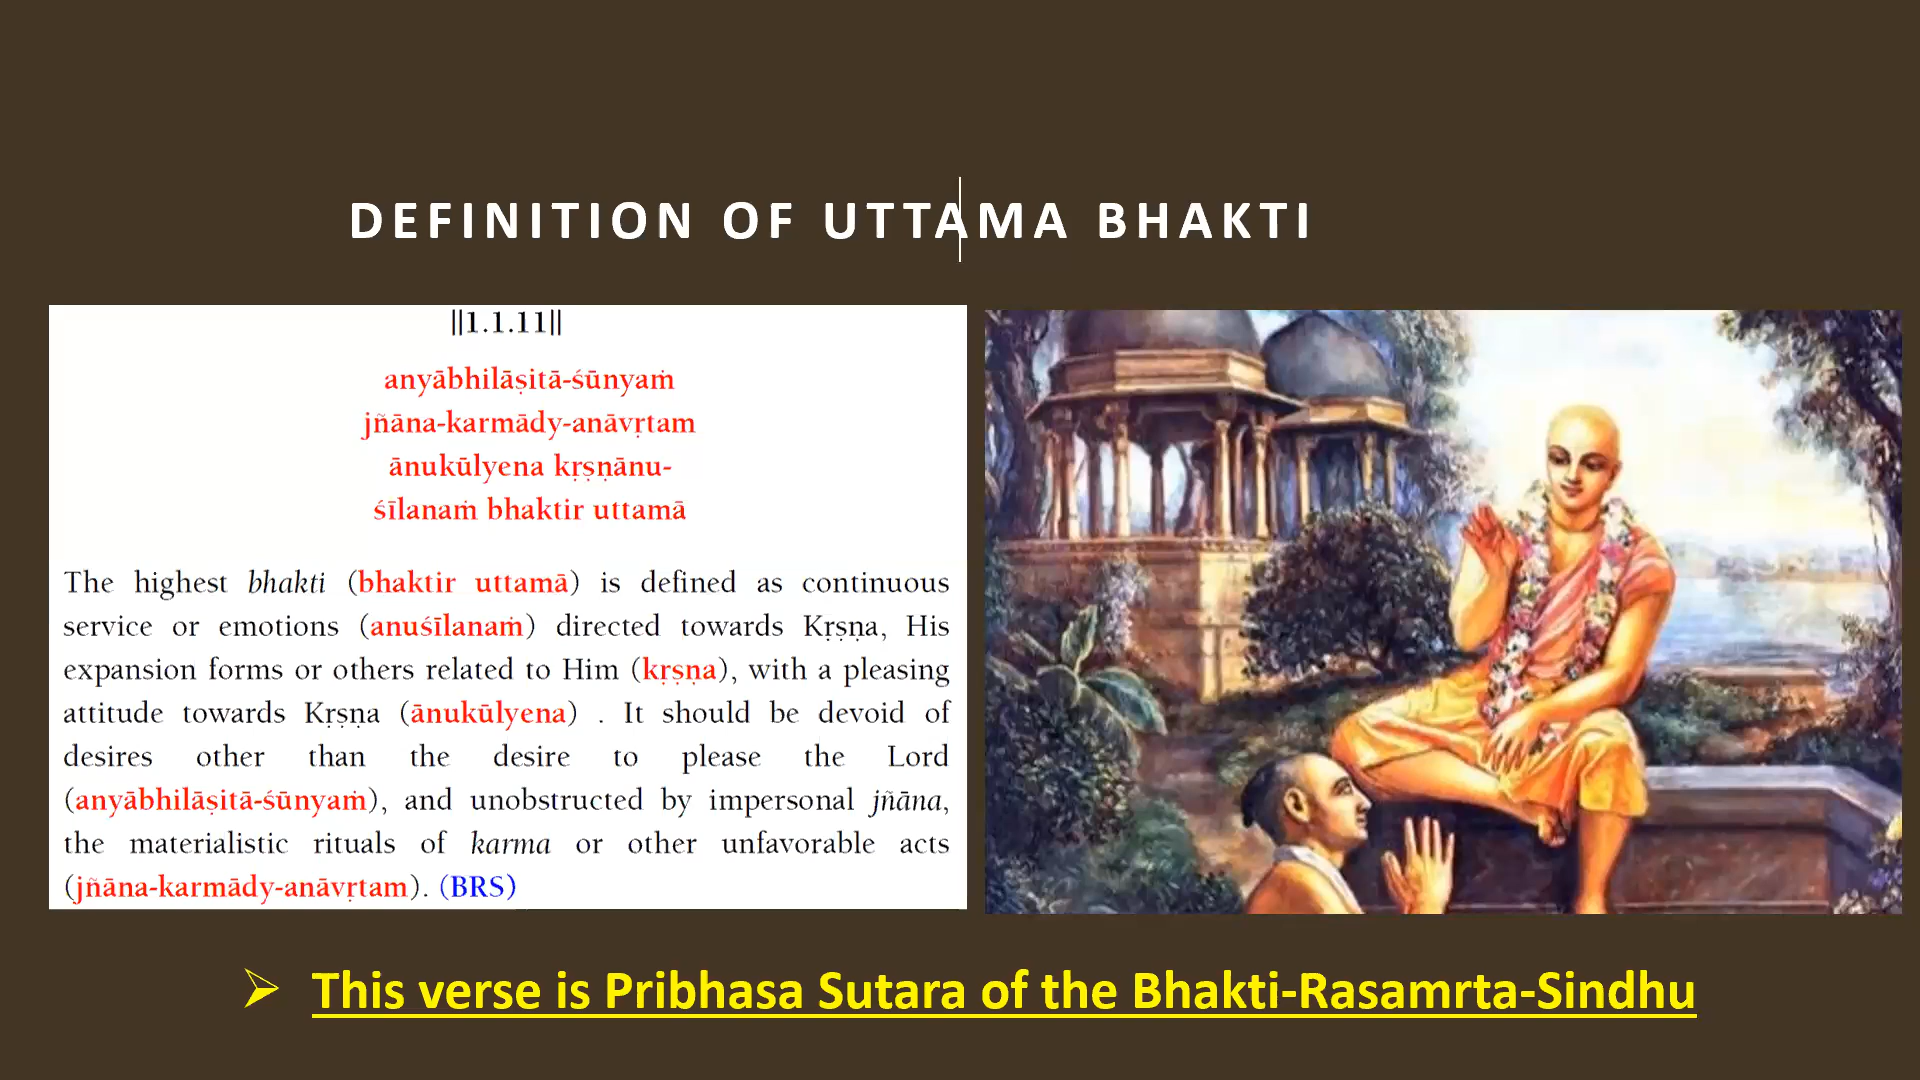 DEFINITION OF UTTAMA BHAKTI
||1.1.11||
anyābhilāṣitā-śūnyaṁ
jñāna-karmādy-anāvṛtam
ānukūlyena kṛṣṇānu-
śīlanaṁ bhaktir uttamā
The highest bhakti (bhaktir uttamā) is defined as continuous
service or emotions (anuśīlanaṁ) directed towards Kṛṣṇa, His
expansion forms or others related to Him (kṛṣṇa), with a pleasing
attitude towards Kṛṣṇa (ānukūlyena) . It should be devoid of
desires other than the desire to please the Lord
(anyābhilāṣitā-śūnyaṁ), and unobstructed by impersonal jñāna,
the materialistic rituals of karma or other unfavorable acts
(jñāna-karmādy-anāvṛtam). (BRS)
➢ This verse is Pribhasa Sutara of the Bhakti-Rasamrta-Sindhu